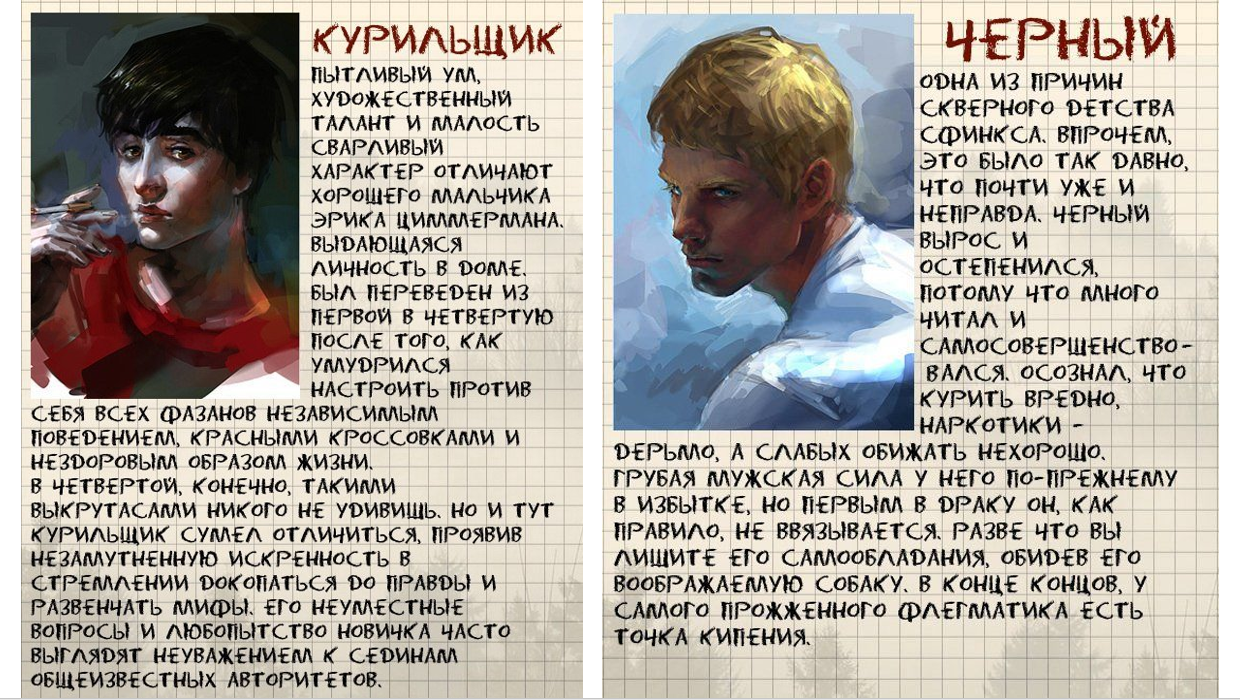 КУРИЛЬЩИК
ПЫТЛИВЫЙ УМ,
ХУДОЖЕСТВЕННЫЙ
ТАЛАНТ И МАЛОСТЬ
СВАРЛИВЫЙ
ХАРАКТЕР ОТЛИЧАЮТ
ХОРОШЕГО МАЛЬЧИКА
ЭРИКА ЦИММЕРМАНА.
ВЫДАЮЩАЯСЯ
ЛИЧНОСТЬ В ДОМЕ.
БЫЛ ПЕРЕВЕДЕН ИЗ
ПЕРВОЙ В ЧЕТВЕРТУЮ
ПОСЛЕ ТОГО, КАК
УМУДРИЛСЯ
НАСТРОИТЬ ПРОТИВ
СЕБЯ ВСЕХ ФАЗАНОВ НЕЗАВИСИМЫМ
ПОВЕДЕНИЕМ, КРАСНЫМИ КРОССОВКАМИ И
НЕЗДОРОВЫМ ОБРАЗОМ ЖИЗНИ.
В ЧЕТВЕРТОЙ, КОНЕЧНО, ТАКИМИ
ВЫКРУТАСАМИ НИКОГО НЕ УДИВИШЬ. НО И ТУТ
КУРИЛЬЩИК СУМЕЛ ОТЛИЧИТЬСЯ, ПРОЯВИВ
НЕЗАМУТНЕННУЮ ИСКРЕННОСТЬ В
СТРЕМЛЕНИИ ДОКОПАТЬСЯ ДО ПРАВДЫ И
РАЗВЕНЧАТЬ МИФЫ. ЕГО НЕУМЕСТНЫЕ
ВОПРОСЫ И ЛЮБОПЫТСТВО НОВИЧКА ЧАСТО
ВЫГЛЯДЯТ НЕУВАЖЕНИЕМ К СЕДИНАМ
ОБЩЕИЗВЕСТНЫХ АВТОРИТЕТОВ.
ЧЕРНЫЙ
ОДНА ИЗ ПРИЧИН
СКВЕРНОГО ДЕТСТВА
СФИНКСА. ВПРОЧЕМ,
ЭТО БЫЛО ТАК ДАВНО,
ЧТО ПОЧТИ УЖЕ И
НЕПРАВДА. ЧЕРНЫЙ
ВЫРОС И
ОСТЕПЕНИЛСЯ,
ПОТОМУ ЧТО МНОГО
ЧИТАЛ И
САМОСОВЕРШЕНСТВО-
ВАЛСЯ. ОСОЗНАЛ, ЧТО
КУРИТЬ ВРЕДНО,
НАРКОТИКИ -
ДЕРЬМО, А СЛАБЫХ ОБИЖАТЬ НЕХОРОШО.
ГРУБАЯ МУЖСКАЯ СИЛА У НЕГО ПО-ПРЕЖНЕМУ
В ИЗБЫТКЕ, НО ПЕРВЫМ В ДРАКУ ОН, КАК
ПРАВИЛО, НЕ ВВЯЗЫВАЕТСЯ. РАЗВЕ ЧТО ВЫ
ЛИШИТЕ ЕГО САМООБЛАДАНИЯ, ОБИДЕВ ЕГО
ВООБРАЖАЕМУЮ СОБАКУ. В КОНЦЕ КОНЦОВ, У
САМОГО ПРОЖЖЕННОГО ФЛЕГМАТИКА ЕСТЬ
ТОЧКА КИПЕНИЯ.